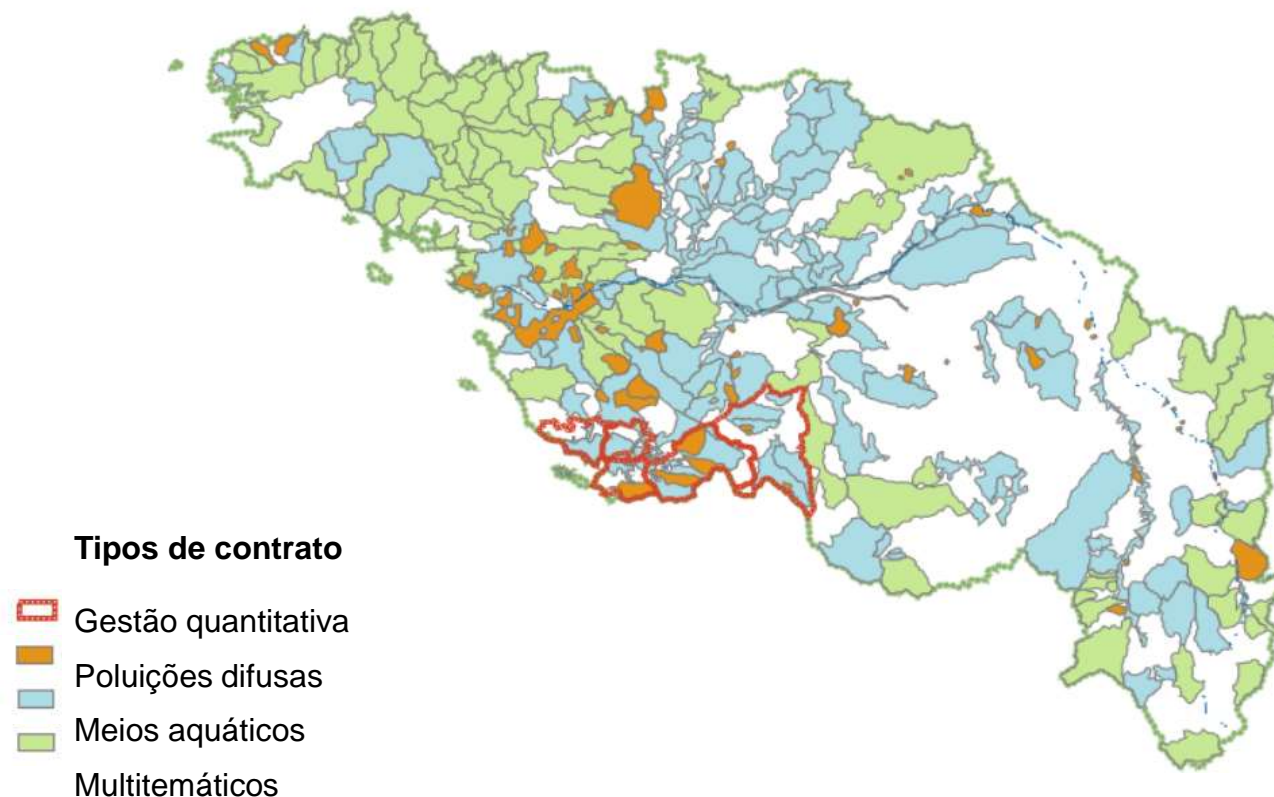 Tipos de contrato
Gestão quantitativa
Poluições difusas
Meios aquáticos
Multitemáticos